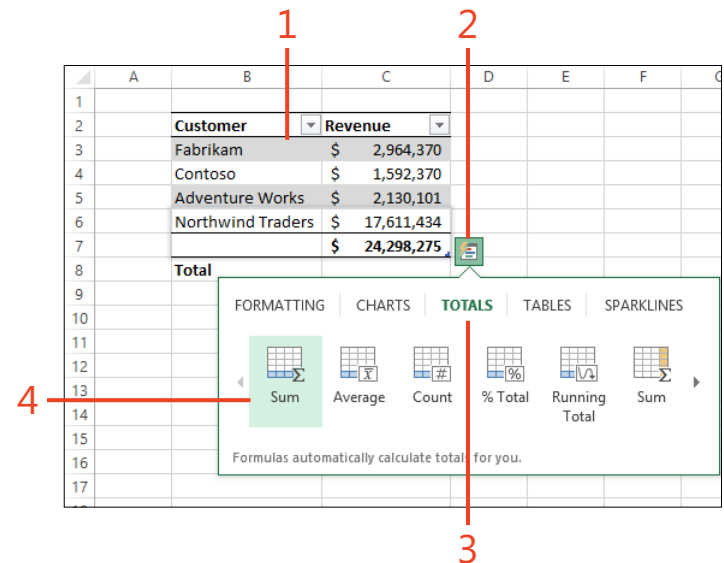 1 2
A B C D E F
1
2 Customer Revenue
3 Fabrikam $ 2,964,370
4 Contoso $ 1,592,370
5 Adventure Works $ 2,130,101
6 Northwind Traders $ 17,611,434
7 $ 24,298,275
8 Total
9
FORMATTING CHARTS TOTALS TABLES SPARKLINES
10
11
12
13
4
Sum Average Count % Total Running Total Sum
14
15
16
Formulas automatically calculate totals for you.
17
3